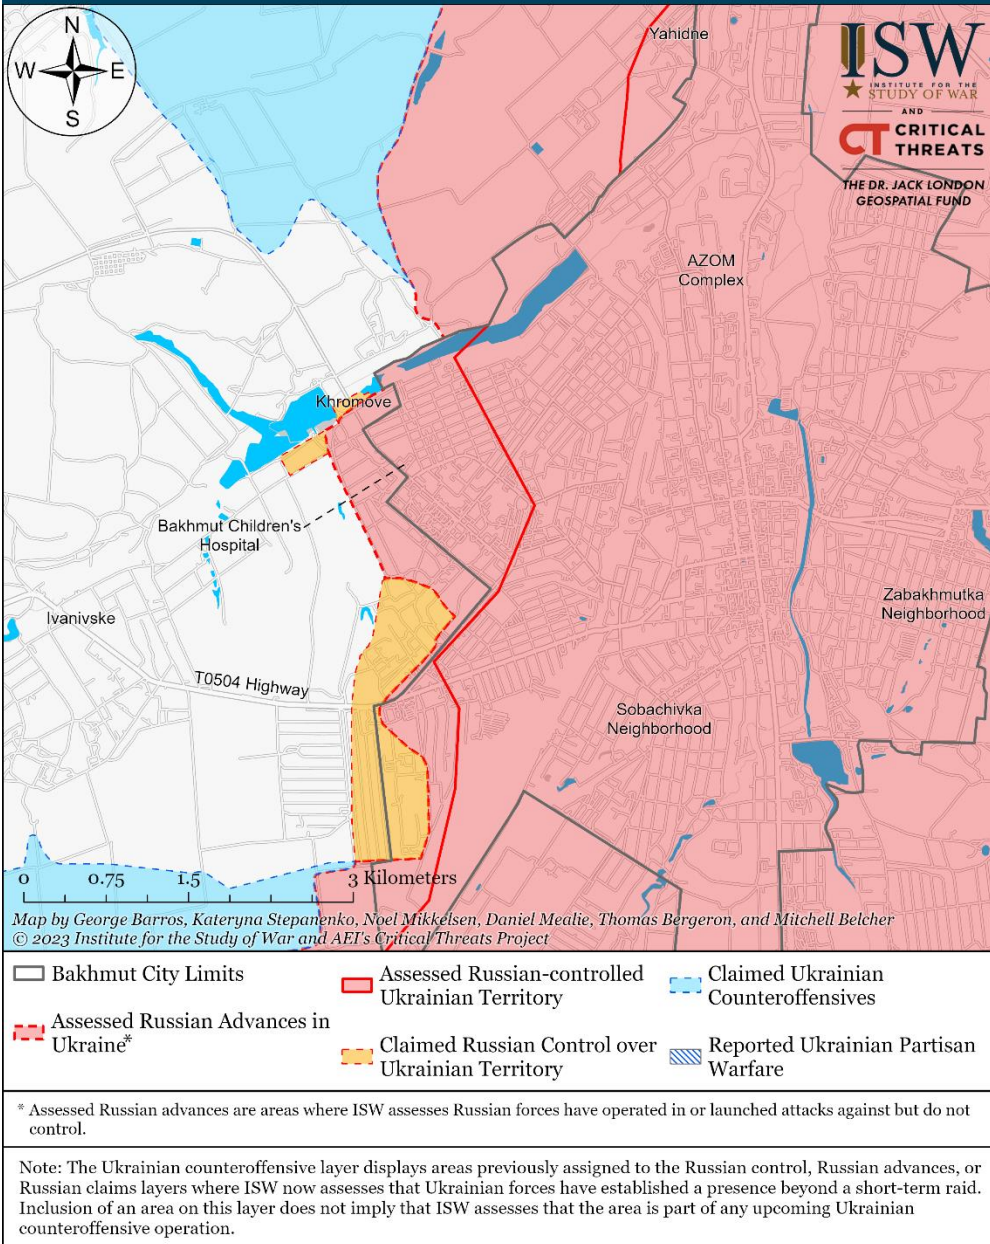 N
W
E
S
Yahidne
ISW
INSTITUTE FOR THE
STUDY OF WAR
AND
CT CRITICAL
THREATS
THE DR. JACK LONDON
GEOSPATIAL FUND
AZOM
Complex
Khromove
Bakhmut Children's
Hospital
Ivanivske
Zabakhmutka
Neighborhood
T0504 Highway
Sobachivka
Neighborhood
0 0.75 1.5 3 Kilometers
Map by George Barros, Kateryna Stepanenko, Noel Mikkelsen, Daniel Mealie, Thomas Bergeron, and Mitchell Belcher
© 2023 Institute for the Study of War and AEI's Critical Threats Project
Bakhmut City Limits
Assessed Russian Advances in
Ukraine*
Assessed Russian-controlled
Ukrainian Territory
Claimed Russian Control over
Ukrainian Territory
Claimed Ukrainian
Counteroffensives
Reported Ukrainian Partisan
Warfare
* Assessed Russian advances are areas where ISW assesses Russian forces have operated in or launched attacks against but do not
control.
Note: The Ukrainian counteroffensive layer displays areas previously assigned to the Russian control, Russian advances, or
Russian claims layers where ISW now assesses that Ukrainian forces have established a presence beyond a short-term raid.
Inclusion of an area on this layer does not imply that ISW assesses that the area is part of any upcoming Ukrainian
counteroffensive operation.